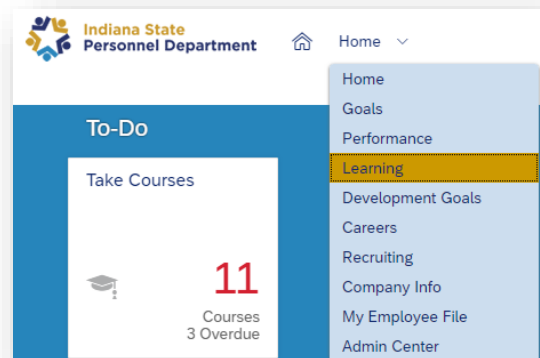 Indiana State
Personnel Department
Home
Home
Goals
Performance
Learning
Development Goals
Careers
Recruiting
Company Info
My Employee File
Admin Center
To-Do
Take Courses
11
Courses
3 Overdue